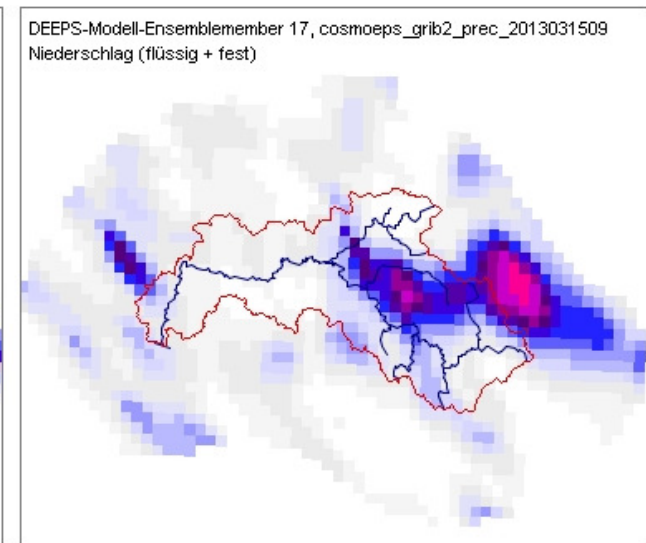 DEEPS-Modell-Ensemblemember 17, cosmoeps_grib2_prec_2013031509
Niederschlag (flüssig + fest)